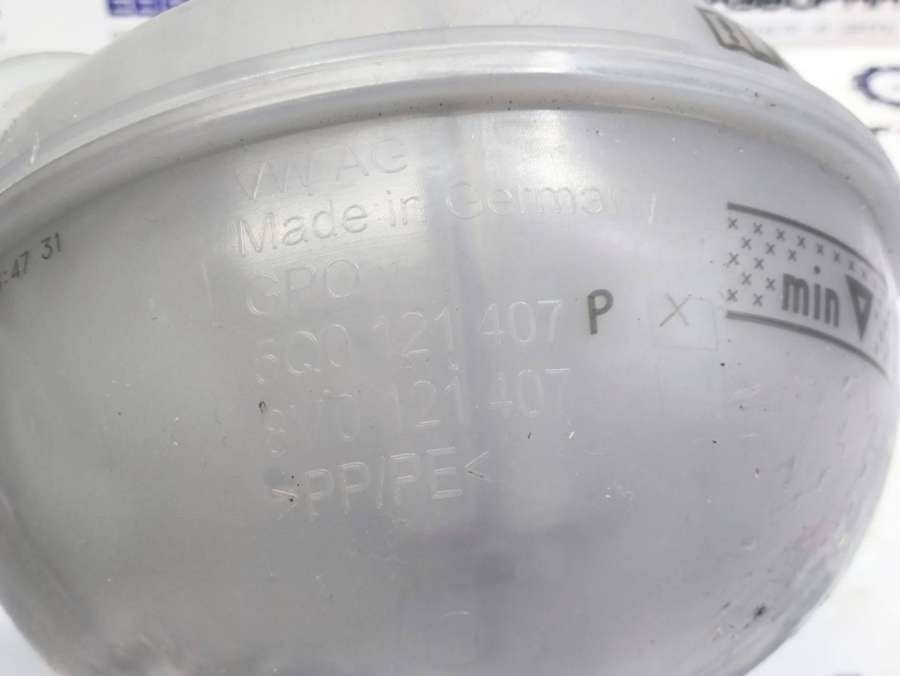 VW AG
Made in Germany
GPO
5Q0 121 407 P X
8V0 121 407
>PP/PE<
:47 31
min